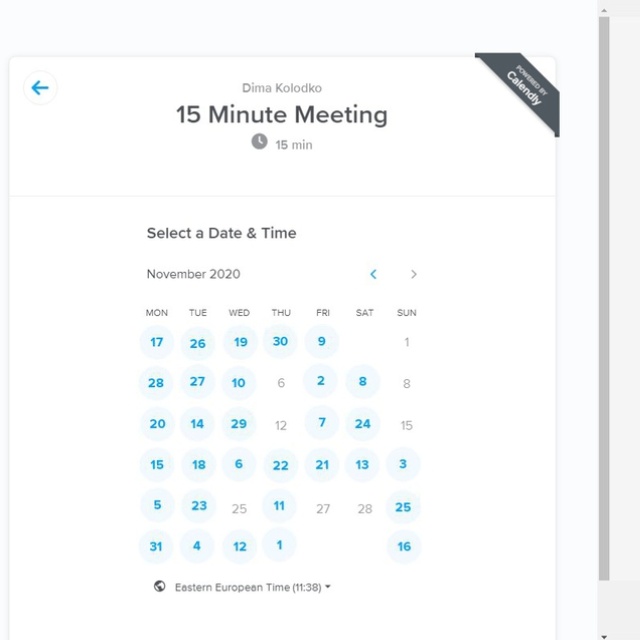 POWERED BY
Calendly
Dima Kolodko
15 Minute Meeting
15 min
Select a Date & Time
November 2020
MON TUE WED THU FRI SAT SUN
17 26 19 30 9 1
28 27 10 6 2 8 8
20 14 29 12 7 24 15
15 18 6 22 21 13 3
5 23 25 11 27 28 25
31 4 12 1 16
Eastern European Time (11:38)